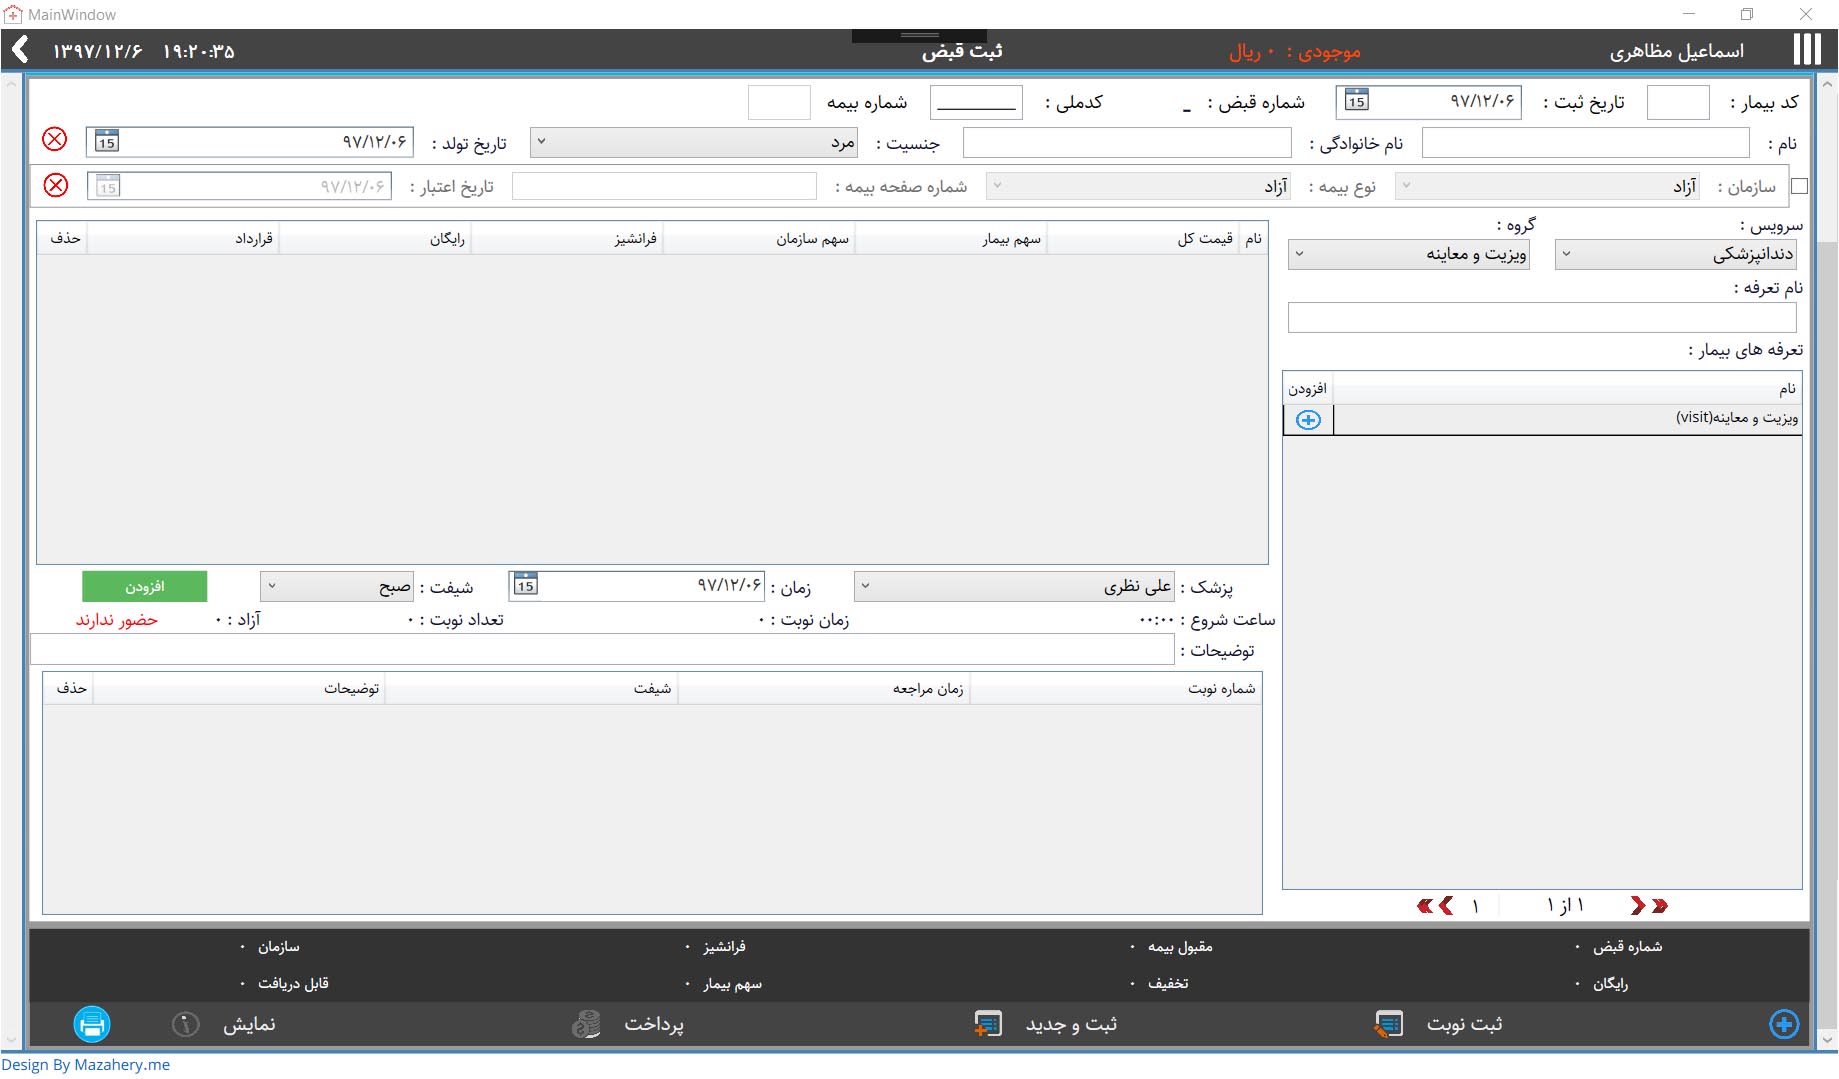 MainWindow
اسماعیل مظاهری موجودی : ۰ ریال ثبت قبض ۱۹:۲۰:۳۵ ۱۳۹۷/۱۲/۶
کد بیمار : تاریخ ثبت : ۹۷/۱۲/۰۶ 15 شماره قبض : _ کدملی : __________ شماره بیمه
نام : نام خانوادگی : جنسیت : مرد تاریخ تولد : ۹۷/۱۲/۰۶ 15
سازمان : آزاد نوع بیمه : آزاد شماره صفحه بیمه : تاریخ اعتبار : ۹۷/۱۲/۰۶ 15
سرویس : گروه :
دندانپزشکی ویزیت و معاینه
نام تعرفه :
تعرفه های بیمار :
نام افزودن
ویزیت و معاینه(visit)
۱ از ۱ ۱
نام قیمت کل سهم بیمار سهم سازمان فرانشیز رایگان قرارداد حذف
پزشک : علی نظری زمان : ۹۷/۱۲/۰۶ 15 شیفت : صبح افزودن
ساعت شروع : ۰۰:۰۰ زمان نوبت : ۰ تعداد نوبت : ۰ آزاد : ۰ حضور ندارند
توضیحات :
شماره نوبت زمان مراجعه شیفت توضیحات حذف
شماره قبض ۰ مقبول بیمه ۰ فرانشیز ۰ سازمان ۰
رایگان ۰ تخفیف ۰ سهم بیمار ۰ قابل دریافت ۰
ثبت نوبت ثبت و جدید پرداخت نمایش
Design By Mazahery.me